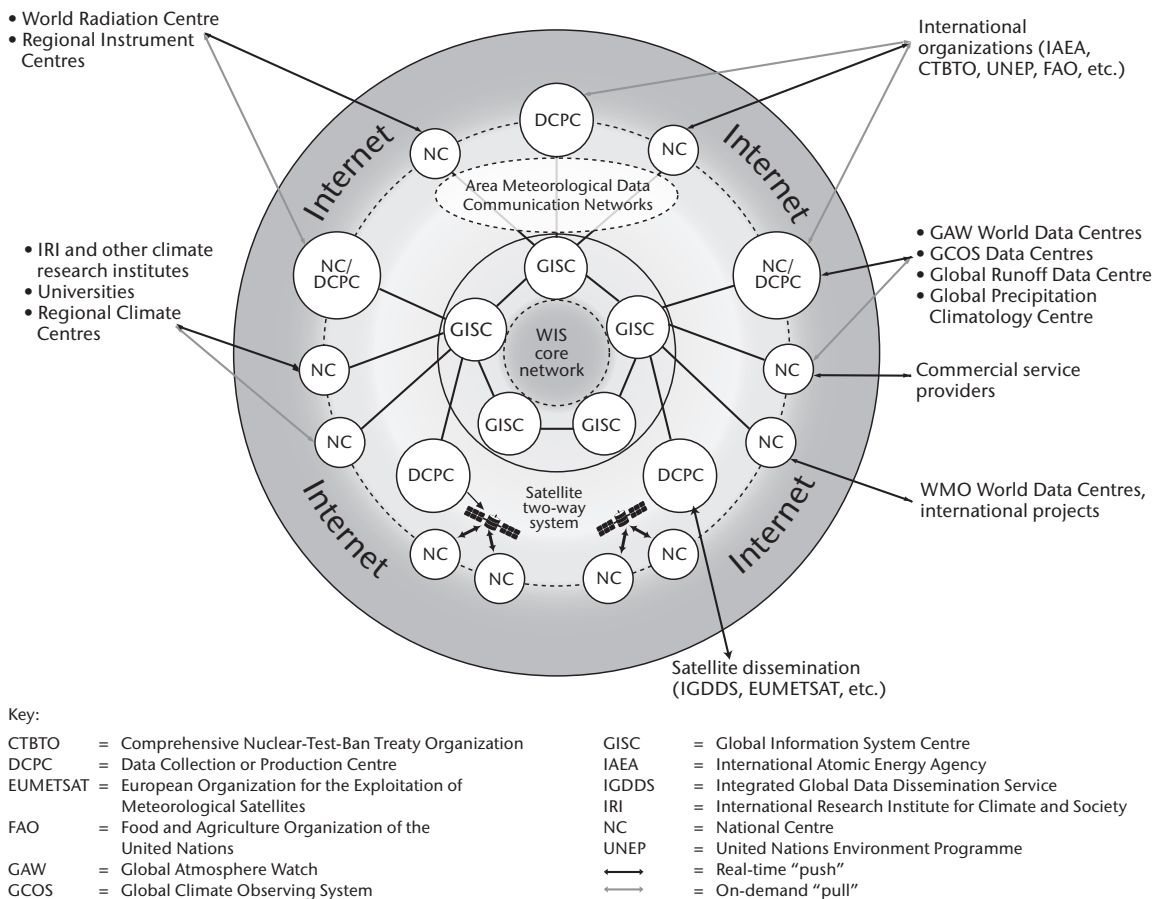 • World Radiation Centre
• Regional Instrument
Centres
International
organizations (IAEA,
CTBTO, UNEP, FAO, etc.)
DCPC
NC
NC
Internet
Internet
Area Meteorological Data
Communication Networks
• IRI and other climate
research institutes
• Universities
• Regional Climate
Centres
NC/
DCPC
GISC
NC/
DCPC
• GAW World Data Centres
• GCOS Data Centres
• Global Runoff Data Centre
• Global Precipitation
Climatology Centre
GISC
GISC
WIS
core
network
NC
NC
Commercial service
providers
GISC
GISC
NC
NC
DCPC
DCPC
Satellite
two-way
system
WMO World Data Centres,
international projects
Internet
Internet
NC
NC
NC
NC
Satellite dissemination
(IGDDS, EUMETSAT, etc.)
Key:
CTBTO = Comprehensive Nuclear-Test-Ban Treaty Organization
DCPC = Data Collection or Production Centre
EUMETSAT = European Organization for the Exploitation of
Meteorological Satellites
FAO = Food and Agriculture Organization of the
United Nations
GAW = Global Atmosphere Watch
GCOS = Global Climate Observing System
GISC = Global Information System Centre
IAEA = International Atomic Energy Agency
IGDDS = Integrated Global Data Dissemination Service
IRI = International Research Institute for Climate and Society
NC = National Centre
UNEP = United Nations Environment Programme
= Real-time “push”
= On-demand “pull”